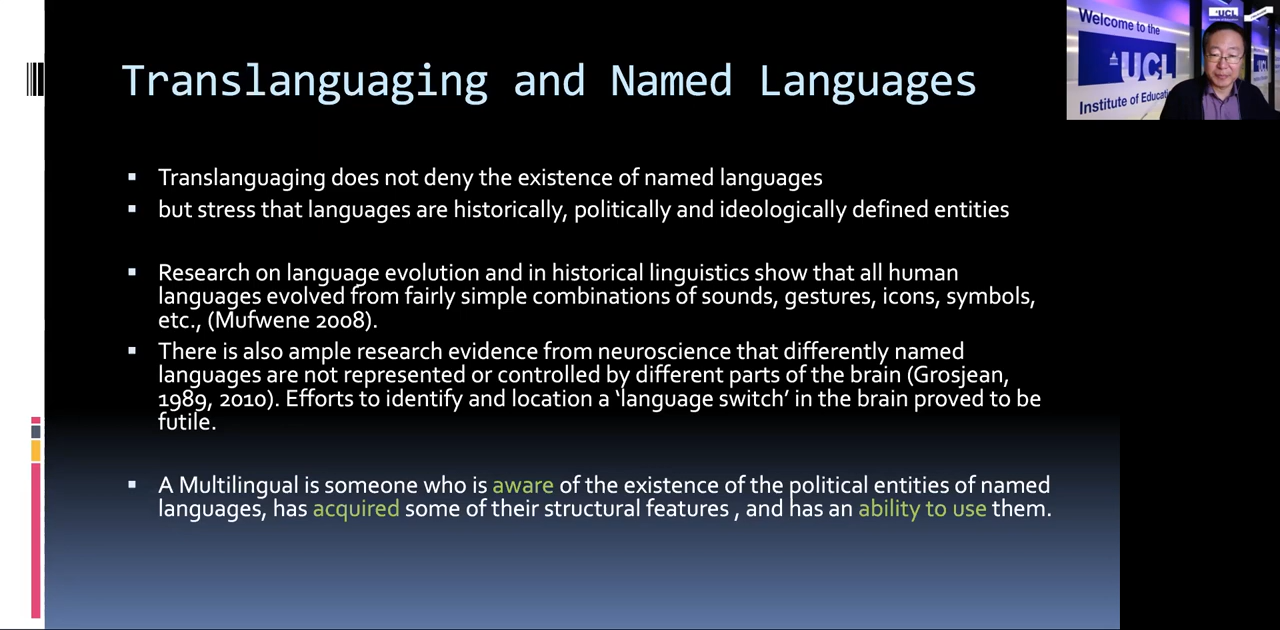 Translanguaging and Named Languages
Translanguaging does not deny the existence of named languages
but stress that languages are historically, politically and ideologically defined entities
Research on language evolution and in historical linguistics show that all human
languages evolved from fairly simple combinations of sounds, gestures, icons, symbols,
etc., (Mufwene 2008).
There is also ample research evidence from neuroscience that differently named
languages are not represented or controlled by different parts of the brain (Grosjean,
1989, 2010). Efforts to identify and location a ‘language switch’ in the brain proved to be
futile.
A Multilingual is someone who is aware of the existence of the political entities of named
languages, has acquired some of their structural features , and has an ability to use them.
Welcome to the
UCL
Institute of Educat
UCL